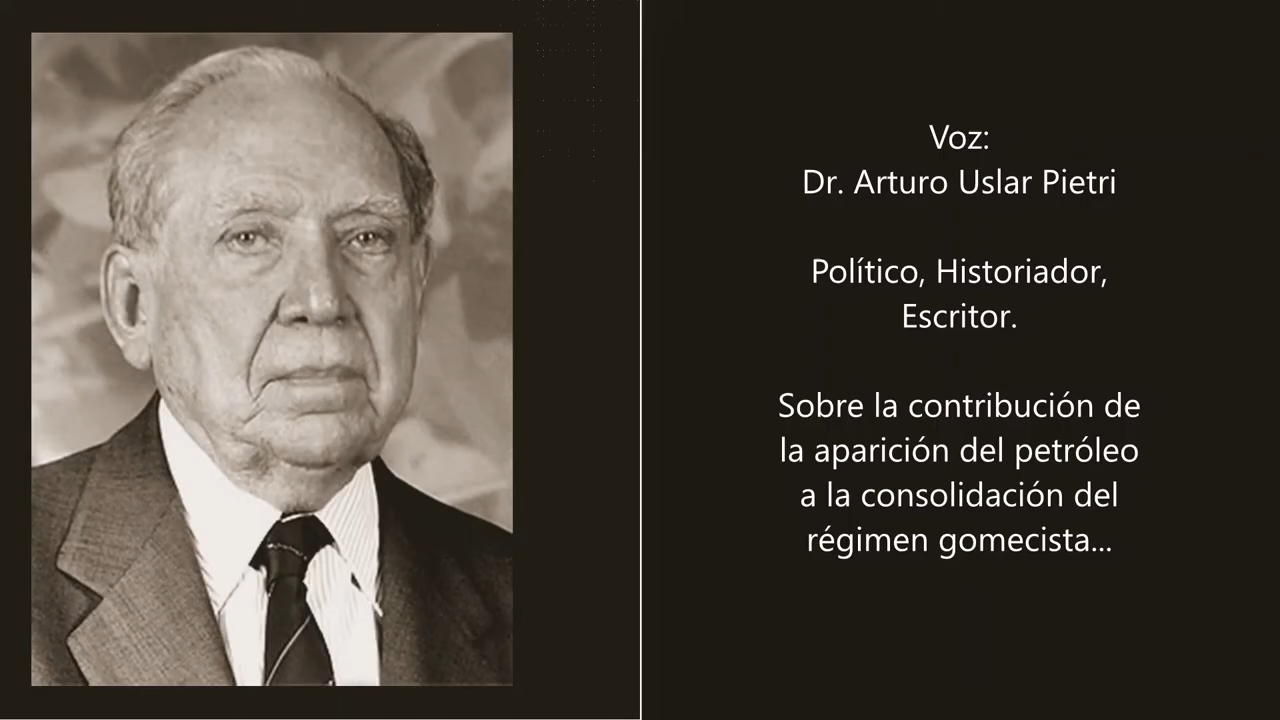 Voz:
Dr. Arturo Uslar Pietri
Político, Historiador,
Escritor.
Sobre la contribución de
la aparición del petróleo
a la consolidación del
régimen gomecista...